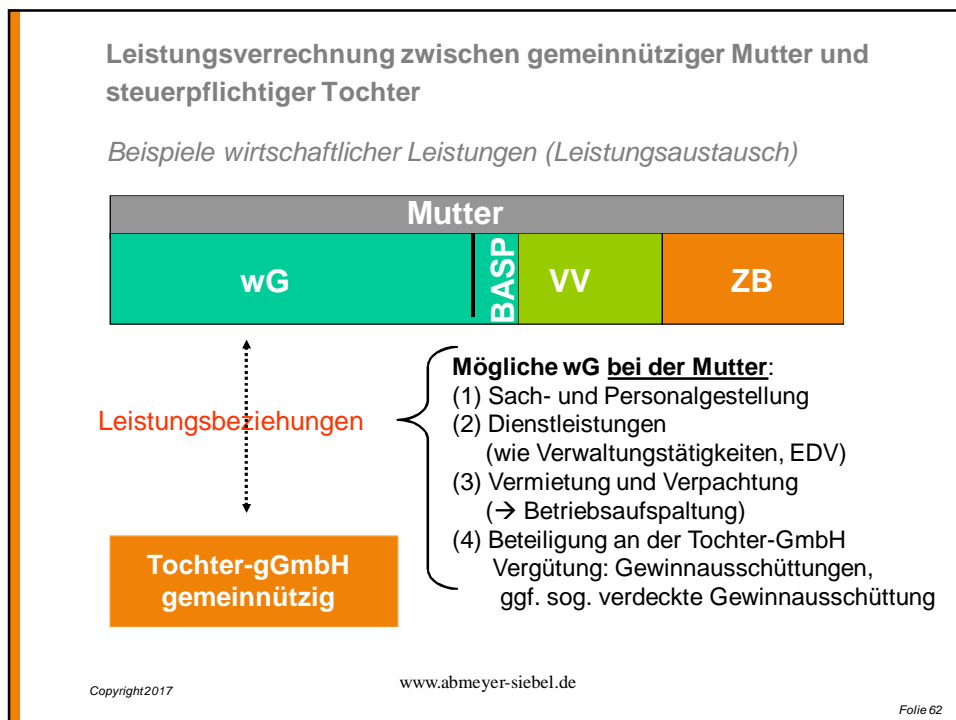 Leistungsverrechnung zwischen gemeinnütziger Mutter und
steuerpflichtiger Tochter
Beispiele wirtschaftlicher Leistungen (Leistungsaustausch)
Mutter
wG
BASP
VV
ZB
Leistungsbeziehungen
Tochter-gGmbH
gemeinnützig
Mögliche wG bei der Mutter:
(1) Sach- und Personalgestellung
(2) Dienstleistungen
(wie Verwaltungstätigkeiten, EDV)
(3) Vermietung und Verpachtung
(→ Betriebsaufspaltung)
(4) Beteiligung an der Tochter-GmbH
Vergütung: Gewinnausschüttungen,
ggf. sog. verdeckte Gewinnausschüttung
Copyright 2017
www.abmeyer-siebel.de
Folie 62